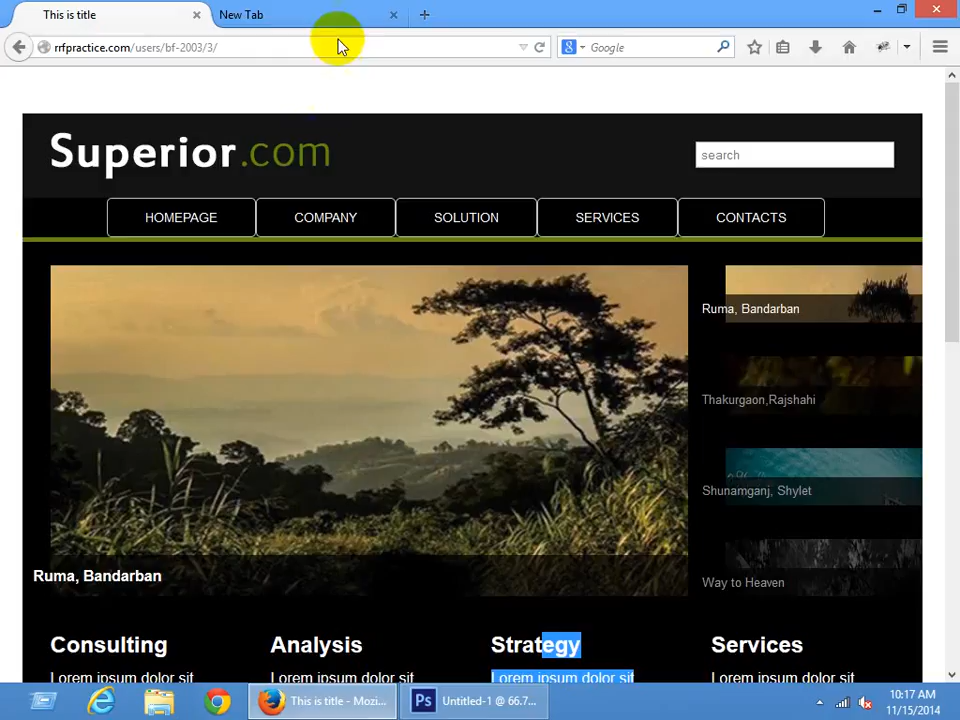 This is title
New Tab
rrfpractice.com/users/bf-2003/3/
Google
Superior.com
search
HOMEPAGE
COMPANY
SOLUTION
SERVICES
CONTACTS
Ruma, Bandarban
Thakurgaon,Rajshahi
Shunamganj, Shylet
Way to Heaven
Ruma, Bandarban
Consulting
Analysis
Strategy
Services
Lorem ipsum dolor sit
Lorem ipsum dolor sit
Lorem ipsum dolor sit
Lorem ipsum dolor sit
This is title - Mozi...
Ps
Untitled-1 @ 66.7...
10:17 AM
11/15/2014